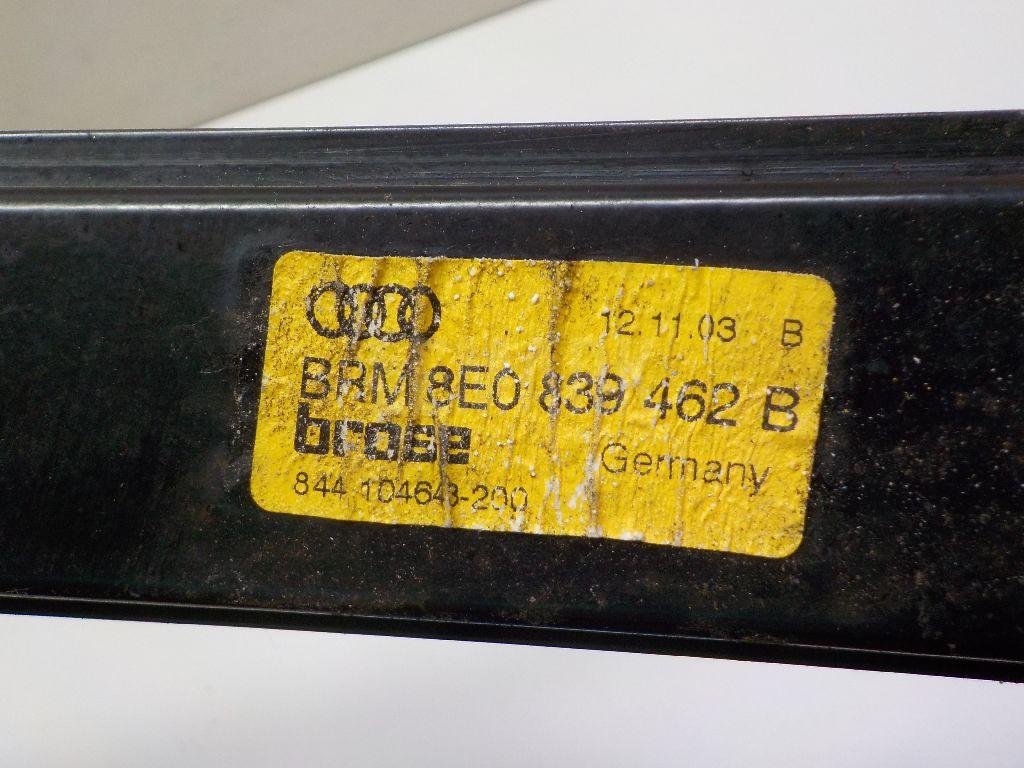 12.11.03 B
BRM 8E0 839 462 B
brose Germany
844 104643-200